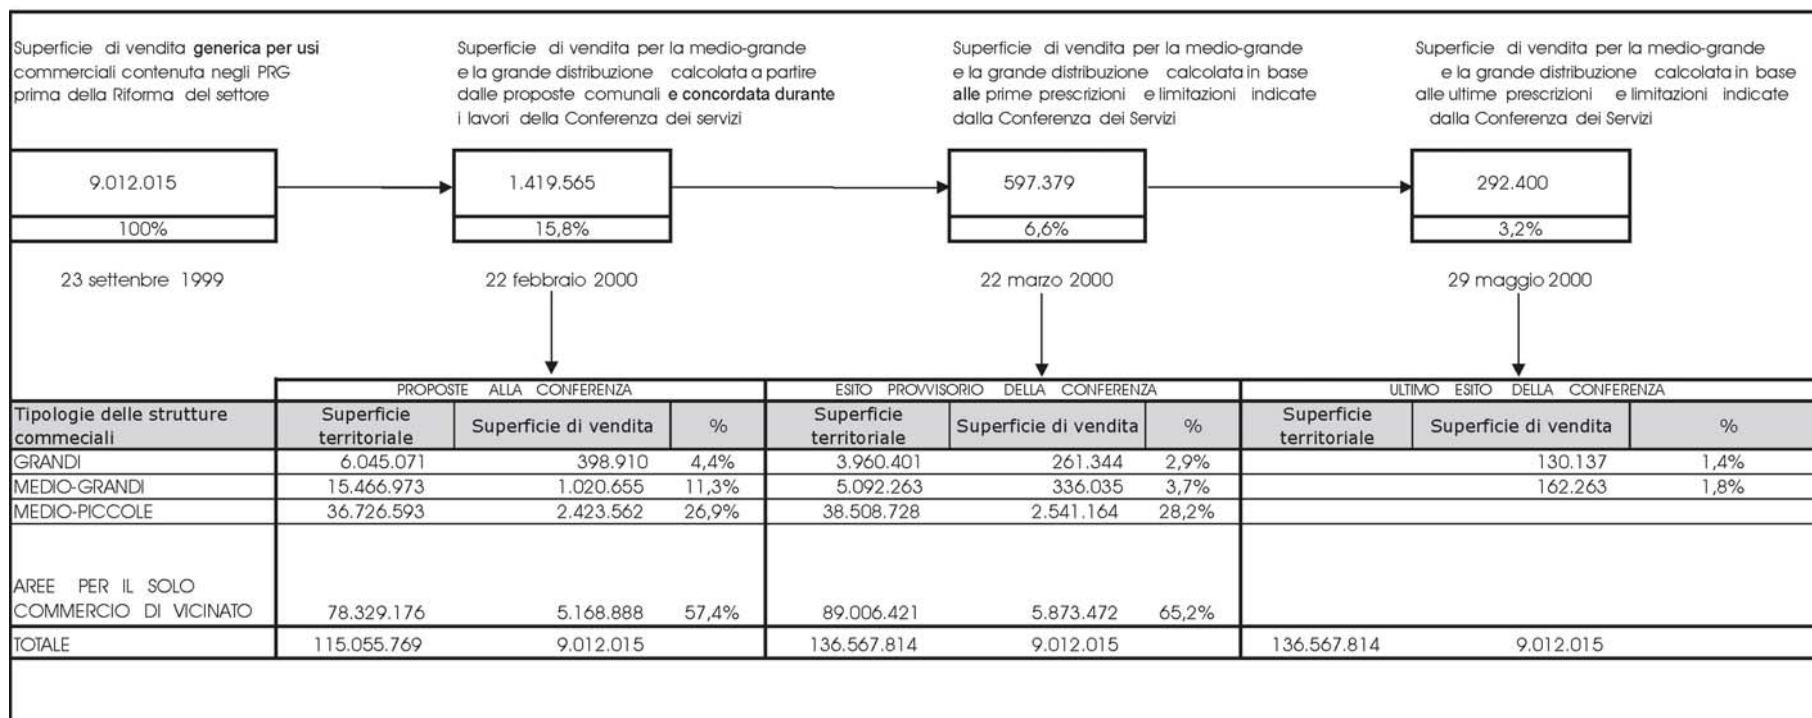 Superficie di vendita generica per usi
commerciali contenuta negli PRG
prima della Riforma del settore
Superficie di vendita per la medio-grande
e la grande distribuzione calcolata a partire
dalle proposte comunali e concordata durante
i lavori della Conferenza dei servizi
Superficie di vendita per la medio-grande
e la grande distribuzione calcolata in base
alle prime prescrizioni e limitazioni indicate
dalla Conferenza dei Servizi
Superficie di vendita per la medio-grande
e la grande distribuzione calcolata in base
alle ultime prescrizioni e limitazioni indicate
dalla Conferenza dei Servizi
9.012.015 1.419.565 597.379 292.400
100% 15,8% 6,6% 3,2%
23 settenbre 1999 22 febbraio 2000 22 marzo 2000 29 maggio 2000
PROPOSTE ALLA CONFERENZA ESITO PROVVISORIO DELLA CONFERENZA ULTIMO ESITO DELLA CONFERENZA
Tipologie delle strutture
commeciali
Superficie
territoriale
Superficie di vendita
%
Superficie
territoriale
Superficie di vendita
%
Superficie
territoriale
Superficie di vendita
%
GRANDI 6.045.071 398.910 4,4% 3.960.401 261.344 2,9% 130.137 1,4%
MEDIO-GRANDI 15.466.973 1.020.655 11,3% 5.092.263 336.035 3,7% 162.263 1,8%
MEDIO-PICCOLE 36.726.593 2.423.562 26,9% 38.508.728 2.541.164 28,2%
AREE PER IL SOLO
COMMERCIO DI VICINATO 78.329.176 5.168.888 57,4% 89.006.421 5.873.472 65,2%
TOTALE 115.055.769 9.012.015 136.567.814 9.012.015 136.567.814 9.012.015